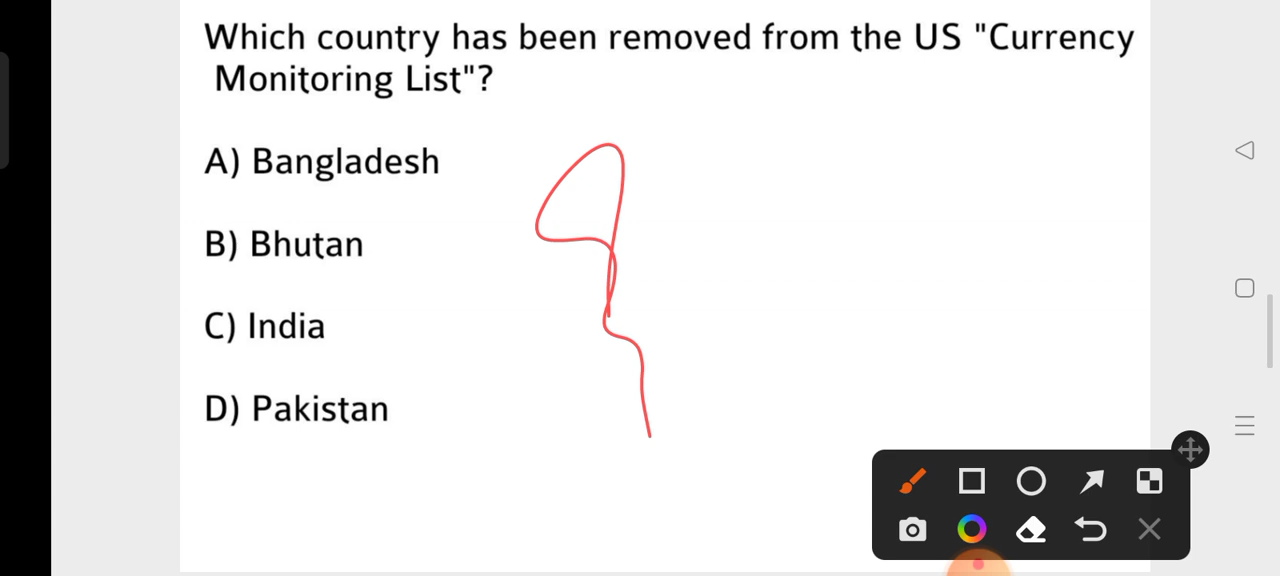 Which country has been removed from the US "Currency
Monitoring List"?
A) Bangladesh
B) Bhutan
C) India
D) Pakistan